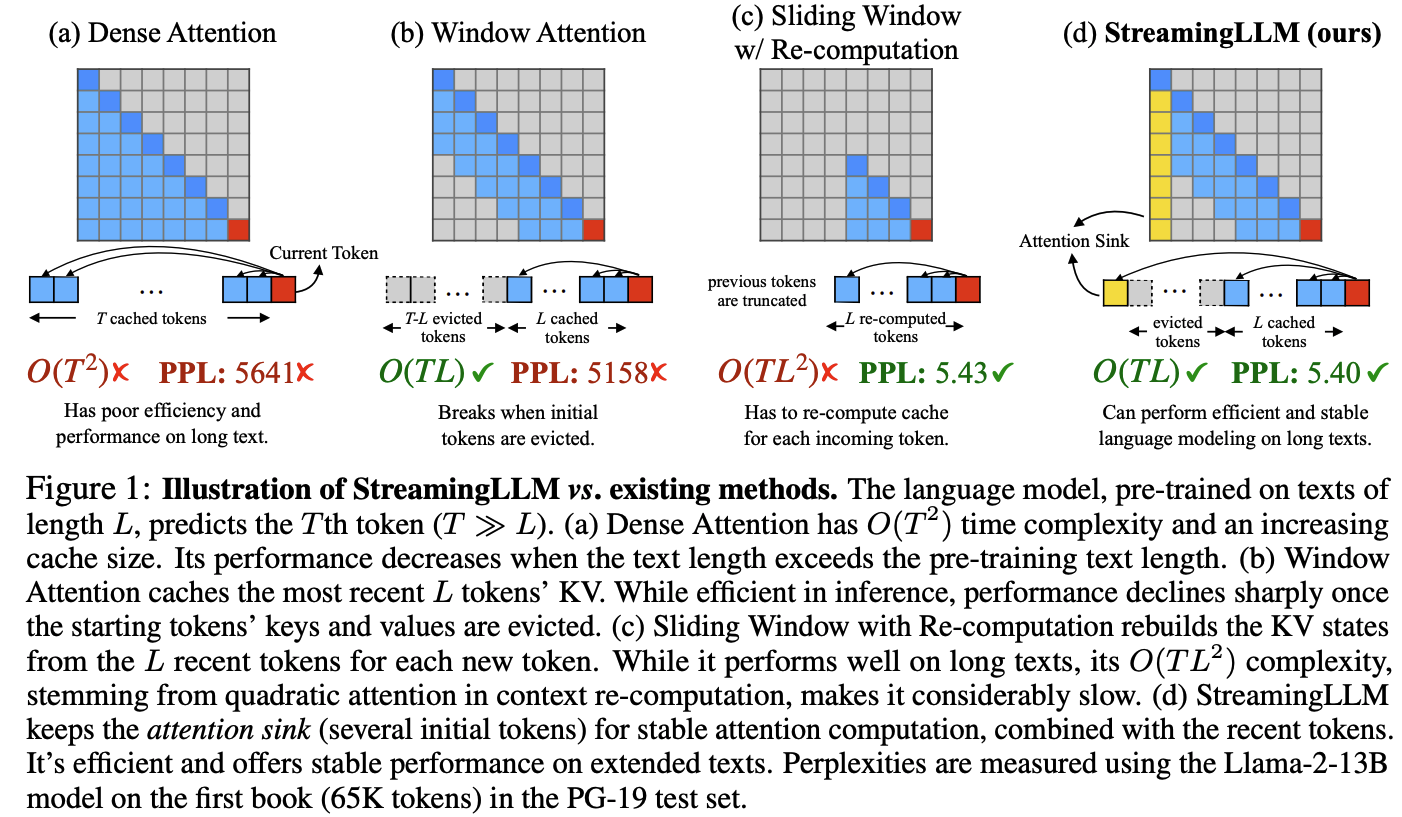 (a) Dense Attention
(b) Window Attention
(c) Sliding Window
w/ Re-computation
(d) StreamingLLM (ours)
Current Token
...
T cached tokens
O(T²)✗ PPL: 5641✗
Has poor efficiency and
performance on long text.
...
...
T-L evicted
tokens
L cached
tokens
O(TL)✓ PPL: 5158✗
Breaks when initial
tokens are evicted.
previous tokens
are truncated
...
L re-computed
tokens
O(TL²)✗ PPL: 5.43✓
Has to re-compute cache
for each incoming token.
Attention Sink
...
...
evicted
tokens
L cached
tokens
O(TL)✓ PPL: 5.40✓
Can perform efficient and stable
language modeling on long texts.
Figure 1: Illustration of StreamingLLM vs. existing methods. The language model, pre-trained on texts of
length L, predicts the Tth token (T ≫ L). (a) Dense Attention has O(T²) time complexity and an increasing
cache size. Its performance decreases when the text length exceeds the pre-training text length. (b) Window
Attention caches the most recent L tokens’ KV. While efficient in inference, performance declines sharply once
the starting tokens’ keys and values are evicted. (c) Sliding Window with Re-computation rebuilds the KV states
from the L recent tokens for each new token. While it performs well on long texts, its O(TL²) complexity,
stemming from quadratic attention in context re-computation, makes it considerably slow. (d) StreamingLLM
keeps the attention sink (several initial tokens) for stable attention computation, combined with the recent tokens.
It’s efficient and offers stable performance on extended texts. Perplexities are measured using the Llama-2-13B
model on the first book (65K tokens) in the PG-19 test set.